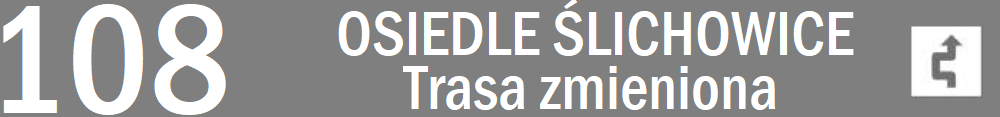 108
OSIEDLE ŚLICHOWICE
Trasa zmieniona